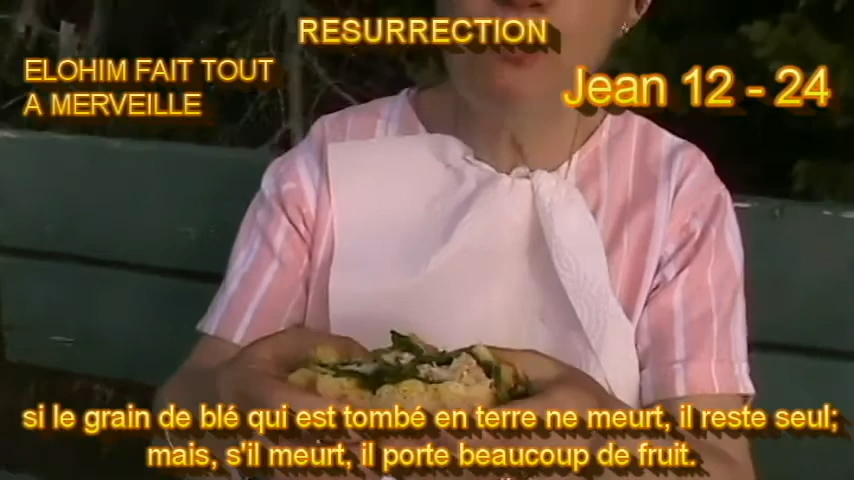 RESURRECTION
ELOHIM FAIT TOUT
A MERVEILLE
Jean 12 - 24
si le grain de blé qui est tombé en terre ne meurt, il reste seul;
mais, s'il meurt, il porte beaucoup de fruit.